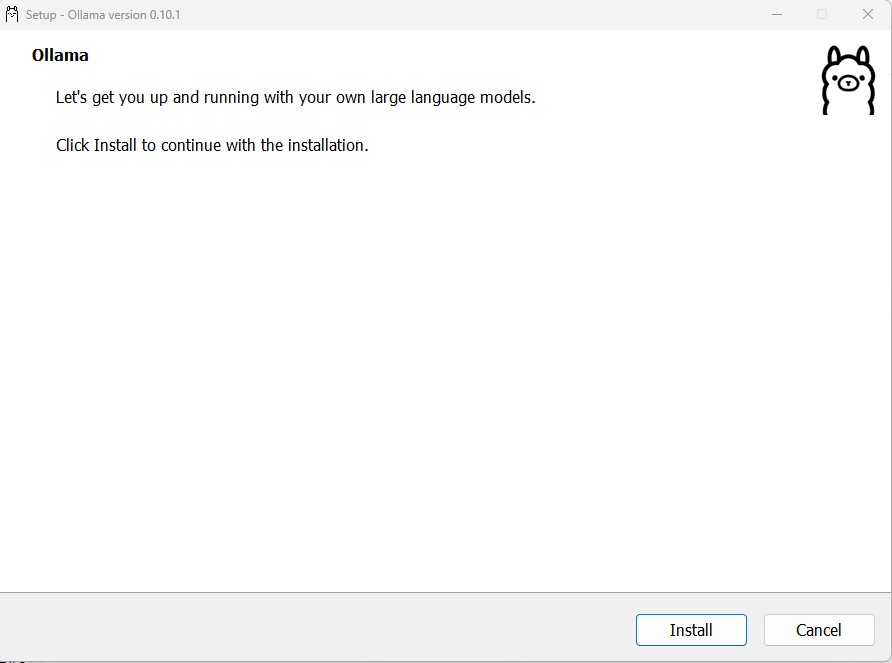 Setup - Ollama version 0.10.1
Ollama
Let's get you up and running with your own large language models.
Click Install to continue with the installation.
Install
Cancel